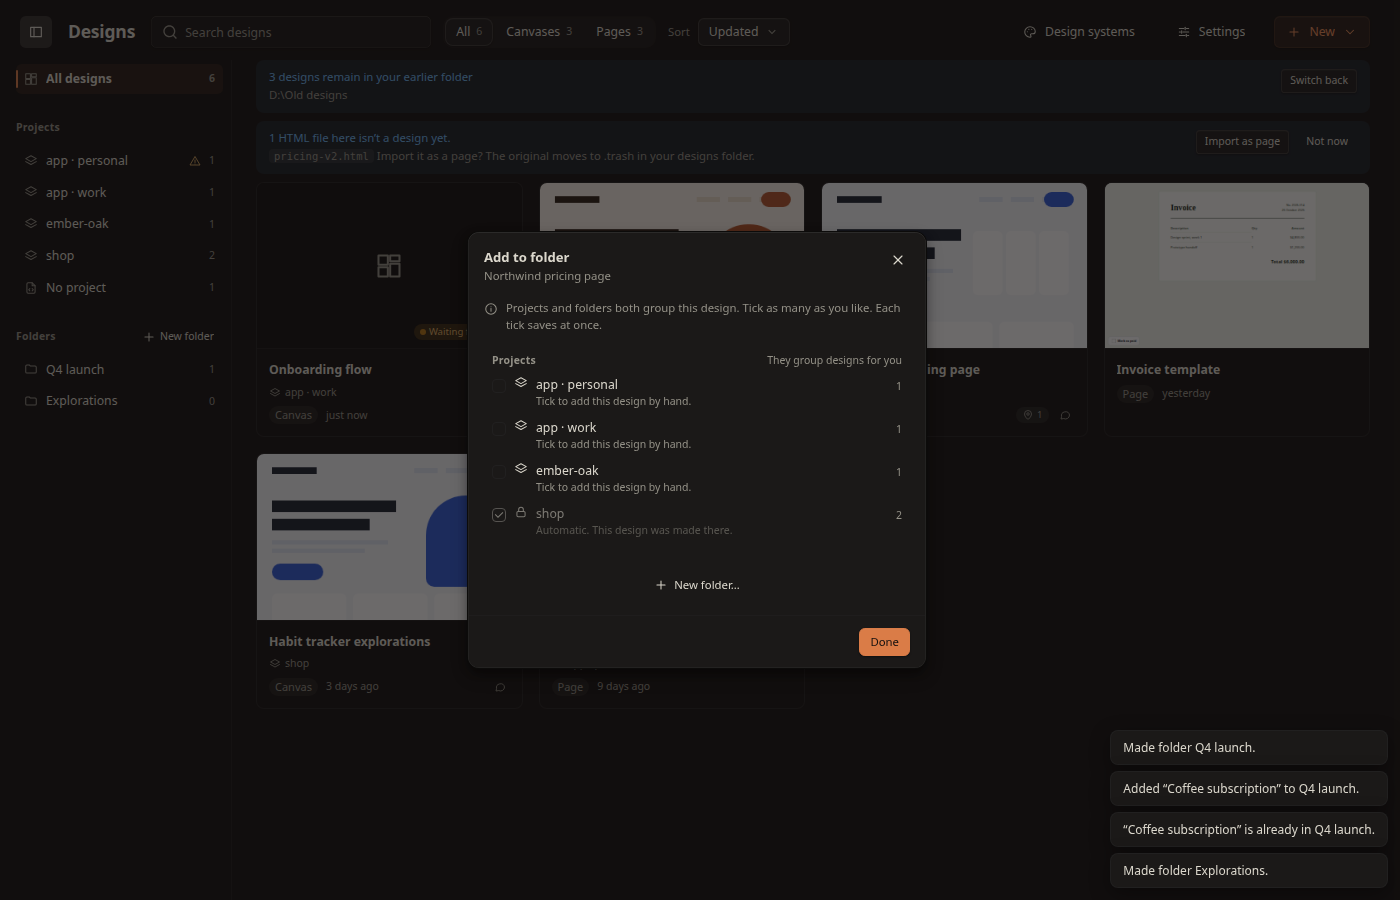 Designs
Search designs
All 6
Canvases 3
Pages 3
Sort
Updated
Design systems
Settings
New
All designs 6
Projects
app · personal 1
app · work 1
ember-oak 1
shop 2
No project 1
Folders
New folder
Q4 launch 1
Explorations 0
3 designs remain in your earlier folder
D:\Old designs
Switch back
1 HTML file here isn’t a design yet.
pricing-v2.html Import it as a page? The original moves to .trash in your designs folder.
Import as page
Not now
Waiting
Onboarding flow
app · work
Canvas just now
ing page
1
Invoice
Invoice template
Page yesterday
Habit tracker explorations
shop
Canvas 3 days ago
Page 9 days ago
Add to folder
Northwind pricing page
Projects and folders both group this design. Tick as many as you like. Each
tick saves at once.
Projects They group designs for you
app · personal 1
Tick to add this design by hand.
app · work 1
Tick to add this design by hand.
ember-oak 1
Tick to add this design by hand.
shop 2
Automatic. This design was made there.
New folder...
Done
Made folder Q4 launch.
Added “Coffee subscription” to Q4 launch.
“Coffee subscription” is already in Q4 launch.
Made folder Explorations.